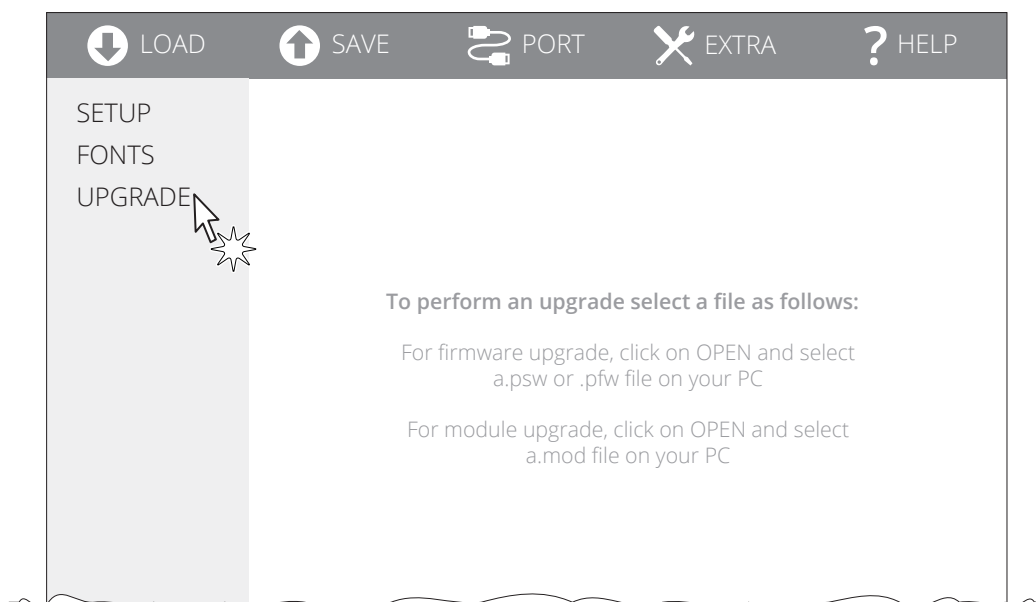 LOAD SAVE PORT EXTRA ? HELP
SETUP
FONTS
UPGRADE
To perform an upgrade select a file as follows:
For firmware upgrade, click on OPEN and select
a.psw or .pfw file on your PC
For module upgrade, click on OPEN and select
a.mod file on your PC